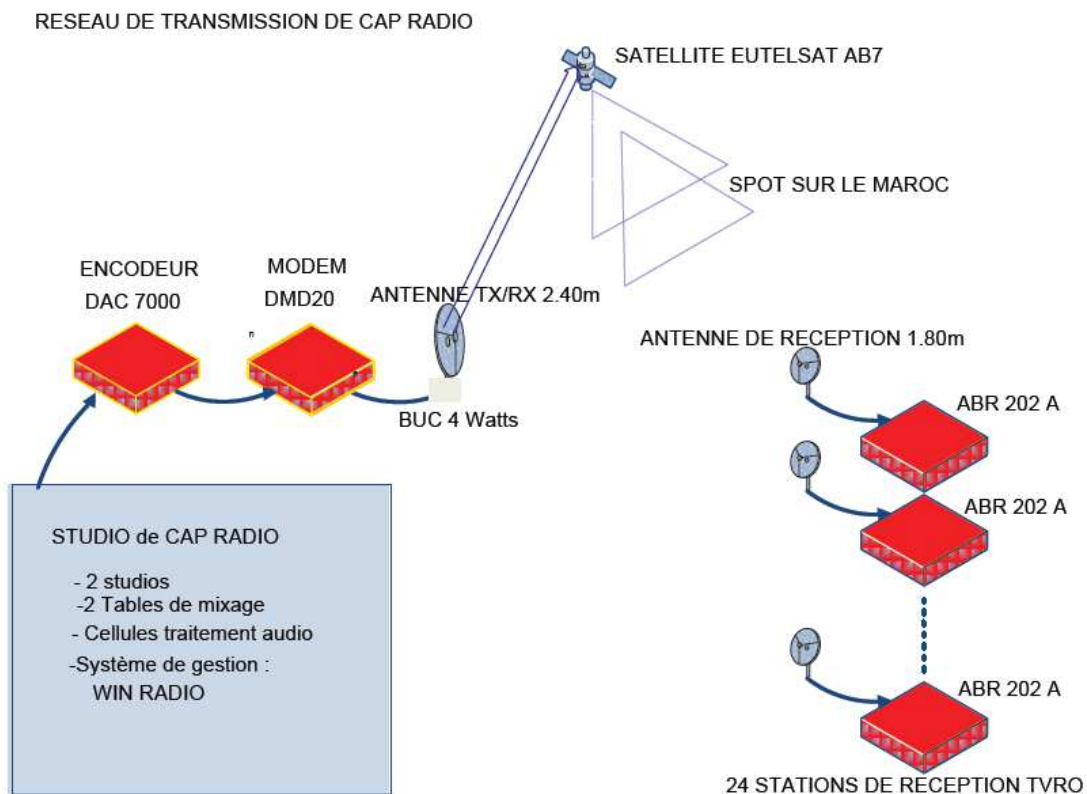 RESEAU DE TRANSMISSION DE CAP RADIO
SATELLITE EUTELSAT AB7
SPOT SUR LE MAROC
ENCODEUR
DAC 7000
MODEM
DMD20
ANTENNE TX/RX 2.40m
BUC 4 Watts
ANTENNE DE RECEPTION 1.80m
ABR 202 A
ABR 202 A
ABR 202 A
24 STATIONS DE RECEPTION TVRO
STUDIO de CAP RADIO
- 2 studios
-2 Tables de mixage
- Cellules traitement audio
-Système de gestion :
WIN RADIO